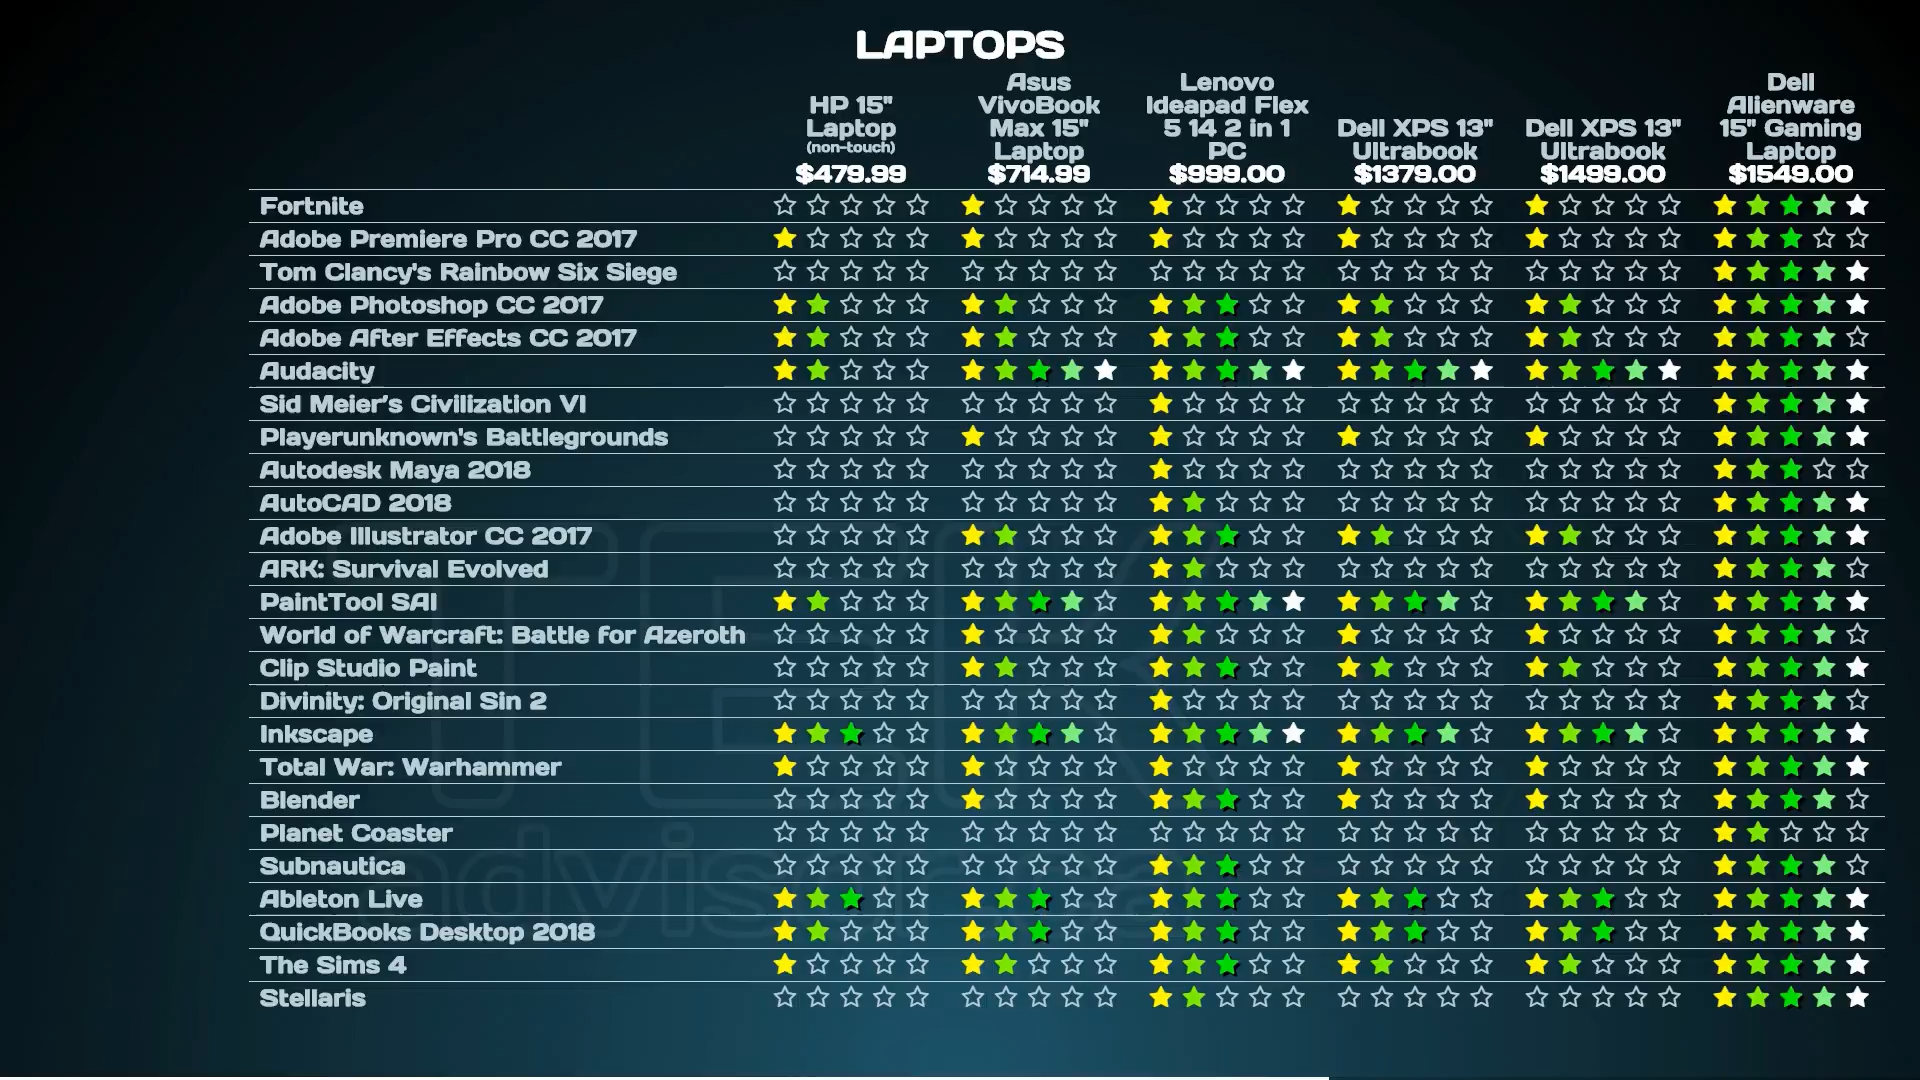 LAPTOPS
HP 15"
Laptop
(non-touch)
$479.99
Asus
VivoBook
Max 15"
Laptop
$714.99
Lenovo
Ideapad Flex
5 14 2 in 1
PC
$999.00
Dell XPS 13"
Ultrabook
$1379.00
Dell XPS 13"
Ultrabook
$1499.00
Dell
Alienware
15" Gaming
Laptop
$1549.00
Fortnite
Adobe Premiere Pro CC 2017
Tom Clancy's Rainbow Six Siege
Adobe Photoshop CC 2017
Adobe After Effects CC 2017
Audacity
Sid Meier's Civilization VI
Playerunknown's Battlegrounds
Autodesk Maya 2018
AutoCAD 2018
Adobe Illustrator CC 2017
ARK: Survival Evolved
PaintTool SAI
World of Warcraft: Battle for Azeroth
Clip Studio Paint
Divinity: Original Sin 2
Inkscape
Total War: Warhammer
Blender
Planet Coaster
Subnautica
Ableton Live
QuickBooks Desktop 2018
The Sims 4
Stellaris